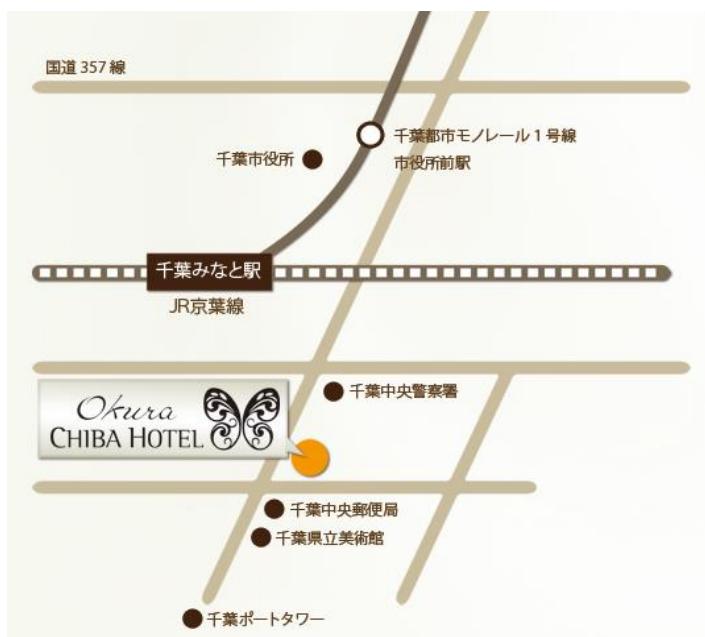 国道357線
千葉都市モノレール1号線
市役所前駅
千葉市役所
千葉みなと駅
JR京葉線
千葉中央警察署
Okura
CHIBA HOTEL
千葉中央郵便局
千葉県立美術館
千葉ポートタワー